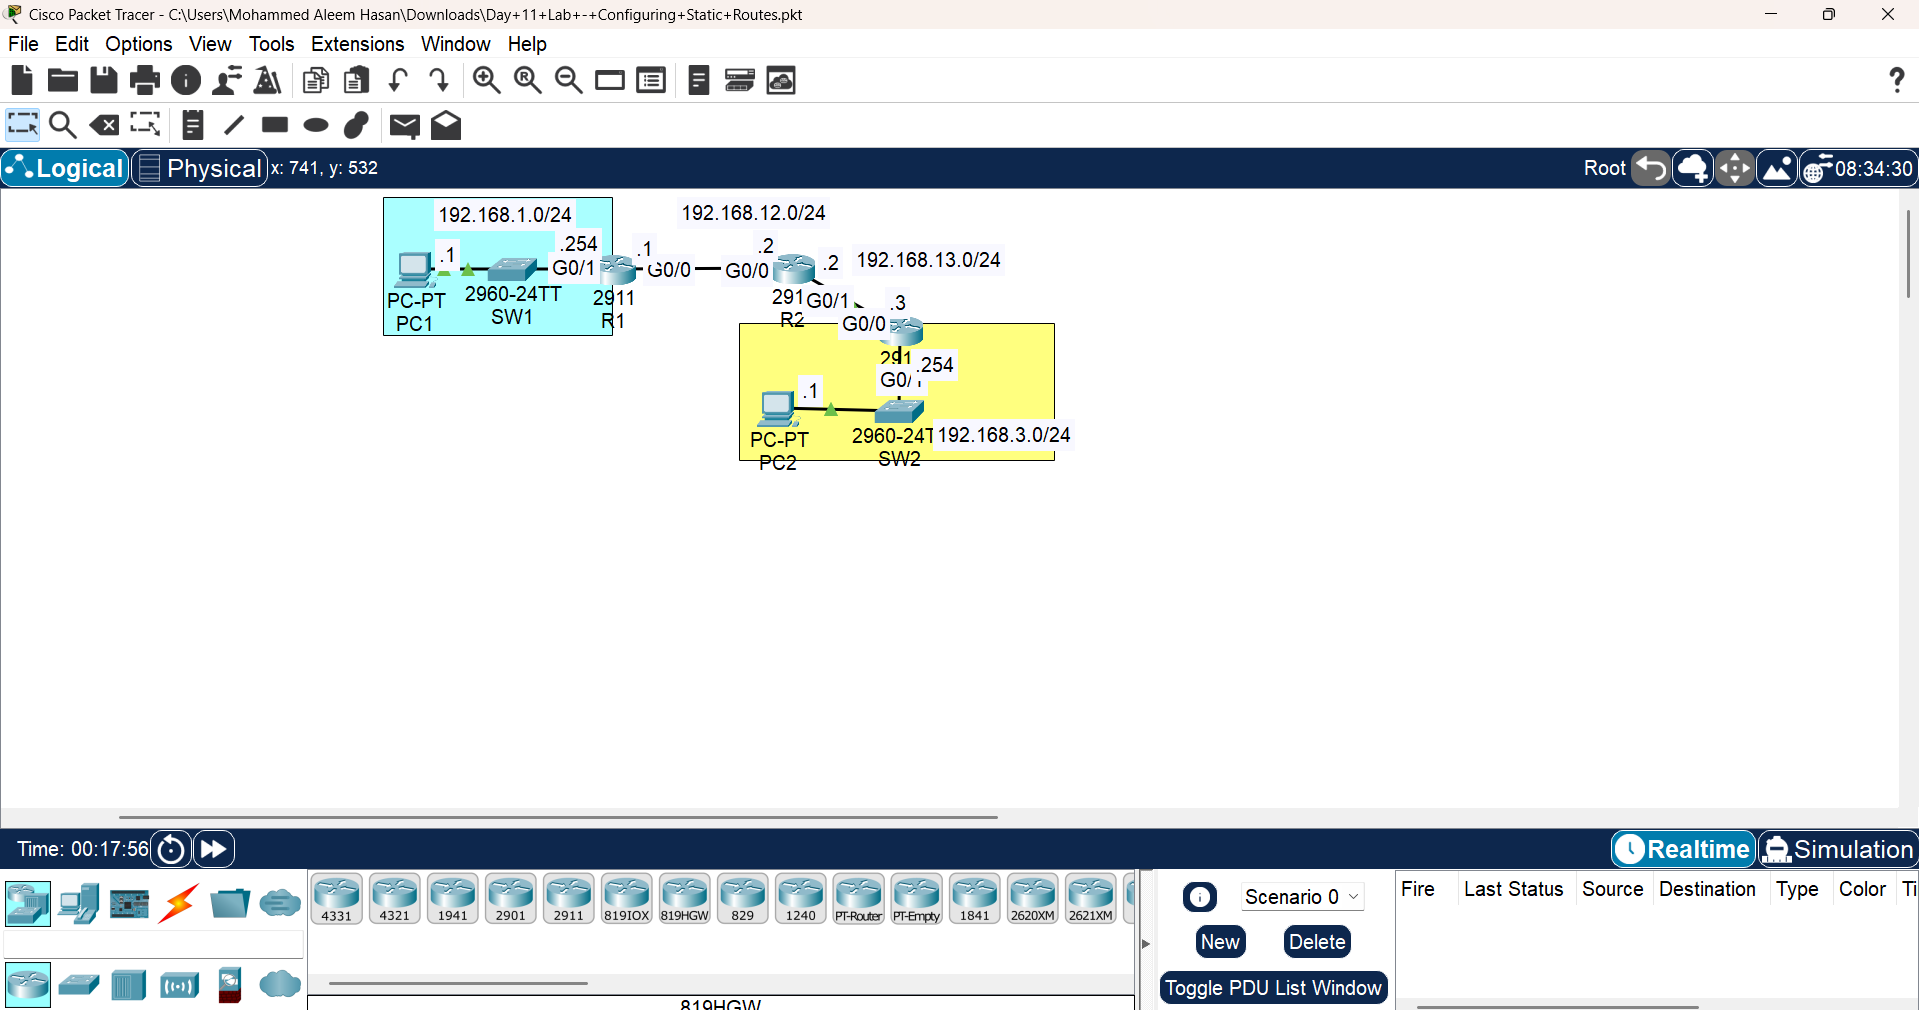 Cisco Packet Tracer - C:\Users\Mohammed Aleem Hasan\Downloads\Day+11+Lab+-+Configuring+Static+Routes.pkt
File Edit Options View Tools Extensions Window Help
?
Logical Physical x: 741, y: 532 Root 08:34:30
192.168.1.0/24
192.168.12.0/24
.254 .1 .2
.1 G0/1 G0/0 G0/0 .2 192.168.13.0/24
PC-PT 2960-24TT 2911 291 G0/1 .3
PC1 SW1 R1 R2 G0/0
291 .254
G0/1
.1
PC-PT 2960-24T 192.168.3.0/24
PC2 SW2
Time: 00:17:56 Realtime Simulation
4331 4321 1941 2901 2911 819IOX 819HGW 829 1240 PT-Router PT-Empty 1841 2620XM 2621XM
819HGW
Scenario 0
New Delete
Toggle PDU List Window
Fire Last Status Source Destination Type Color Ti